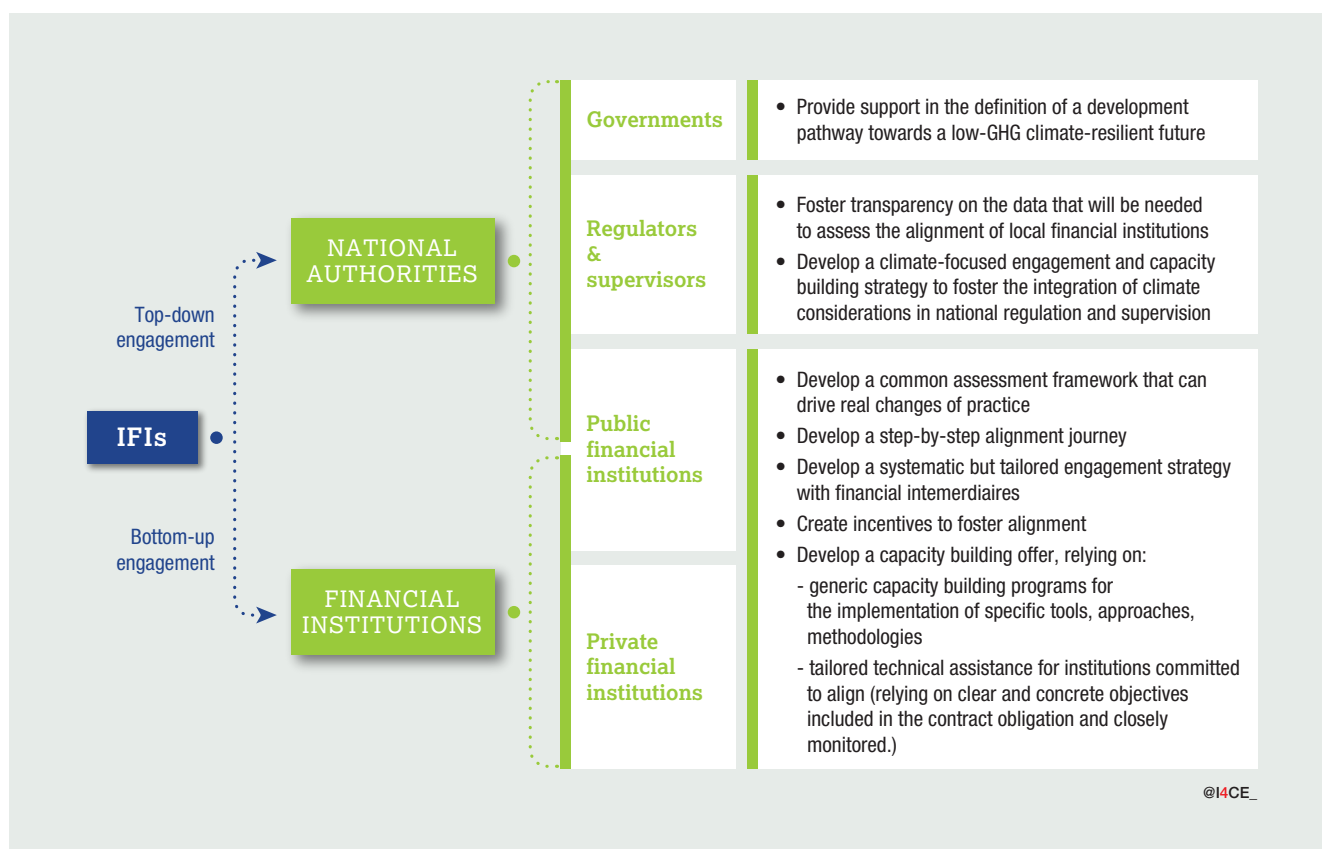 Top-down
engagement
IFIs
Bottom-up
engagement
NATIONAL
AUTHORITIES
FINANCIAL
INSTITUTIONS
Governments
• Provide support in the definition of a development
pathway towards a low-GHG climate-resilient future
Regulators
&
supervisors
• Foster transparency on the data that will be needed
to assess the alignment of local financial institutions
• Develop a climate-focused engagement and capacity
building strategy to foster the integration of climate
considerations in national regulation and supervision
Public
financial
institutions
Private
financial
institutions
• Develop a common assessment framework that can
drive real changes of practice
• Develop a step-by-step alignment journey
• Develop a systematic but tailored engagement strategy
with financial intemerdiaires
• Create incentives to foster alignment
• Develop a capacity building offer, relying on:
- generic capacity building programs for
the implementation of specific tools, approaches,
methodologies
- tailored technical assistance for institutions committed
to align (relying on clear and concrete objectives
included in the contract obligation and closely
monitored.)
@I4CE_